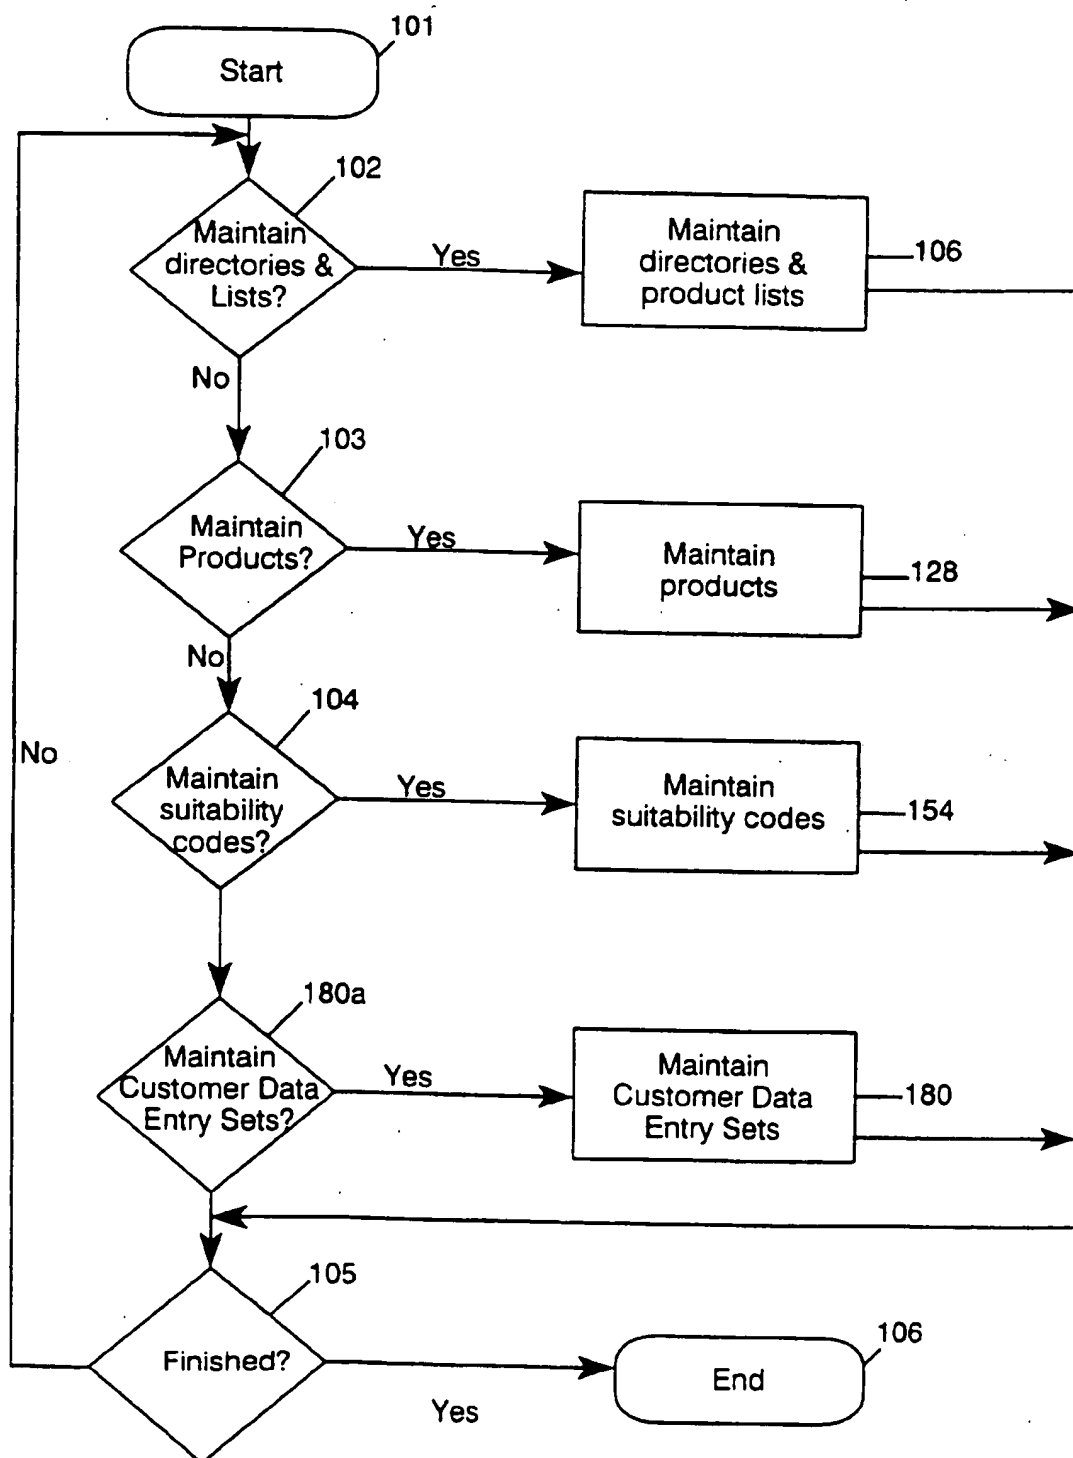 101
Start
102
Maintain
directories &
Lists?
Yes
Maintain
directories &
product lists
106
No
103
Maintain
Products?
Yes
Maintain
products
128
No
104
Maintain
suitability
codes?
Yes
Maintain
suitability codes
154
No
180a
Maintain
Customer Data
Entry Sets?
Yes
Maintain
Customer Data
Entry Sets
180
105
Finished?
Yes
End
106